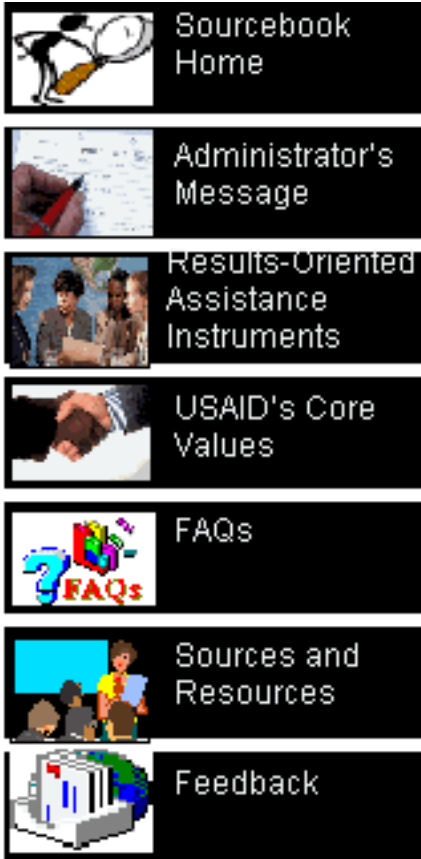 Sourcebook
Home
Administrator's
Message
Results-Oriented
Assistance
Instruments
USAID's Core
Values
FAQs
FAQs
Sources and
Resources
Feedback